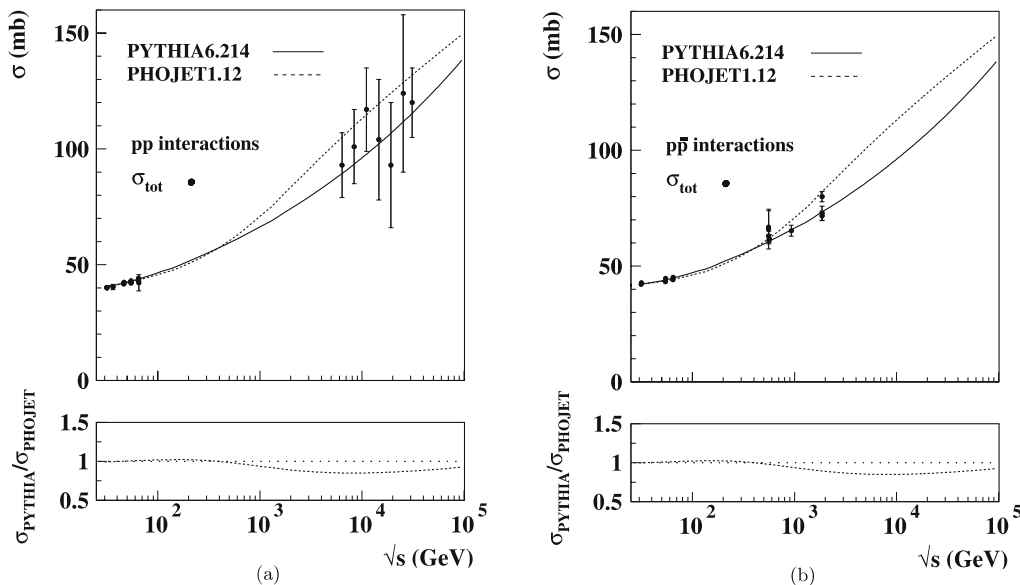 σ (mb)
150
100
50
0
PYTHIA6.214
PHOJET1.12
pp interactions
σtot
σPYTHIA/σPHOJET
1.5
1
0.5
10² 10³ 10⁴ 10⁵
√s (GeV)
(a)
σ (mb)
150
100
50
0
PYTHIA6.214
PHOJET1.12
pp̄ interactions
σtot
σPYTHIA/σPHOJET
1.5
1
0.5
10² 10³ 10⁴ 10⁵
√s (GeV)
(b)